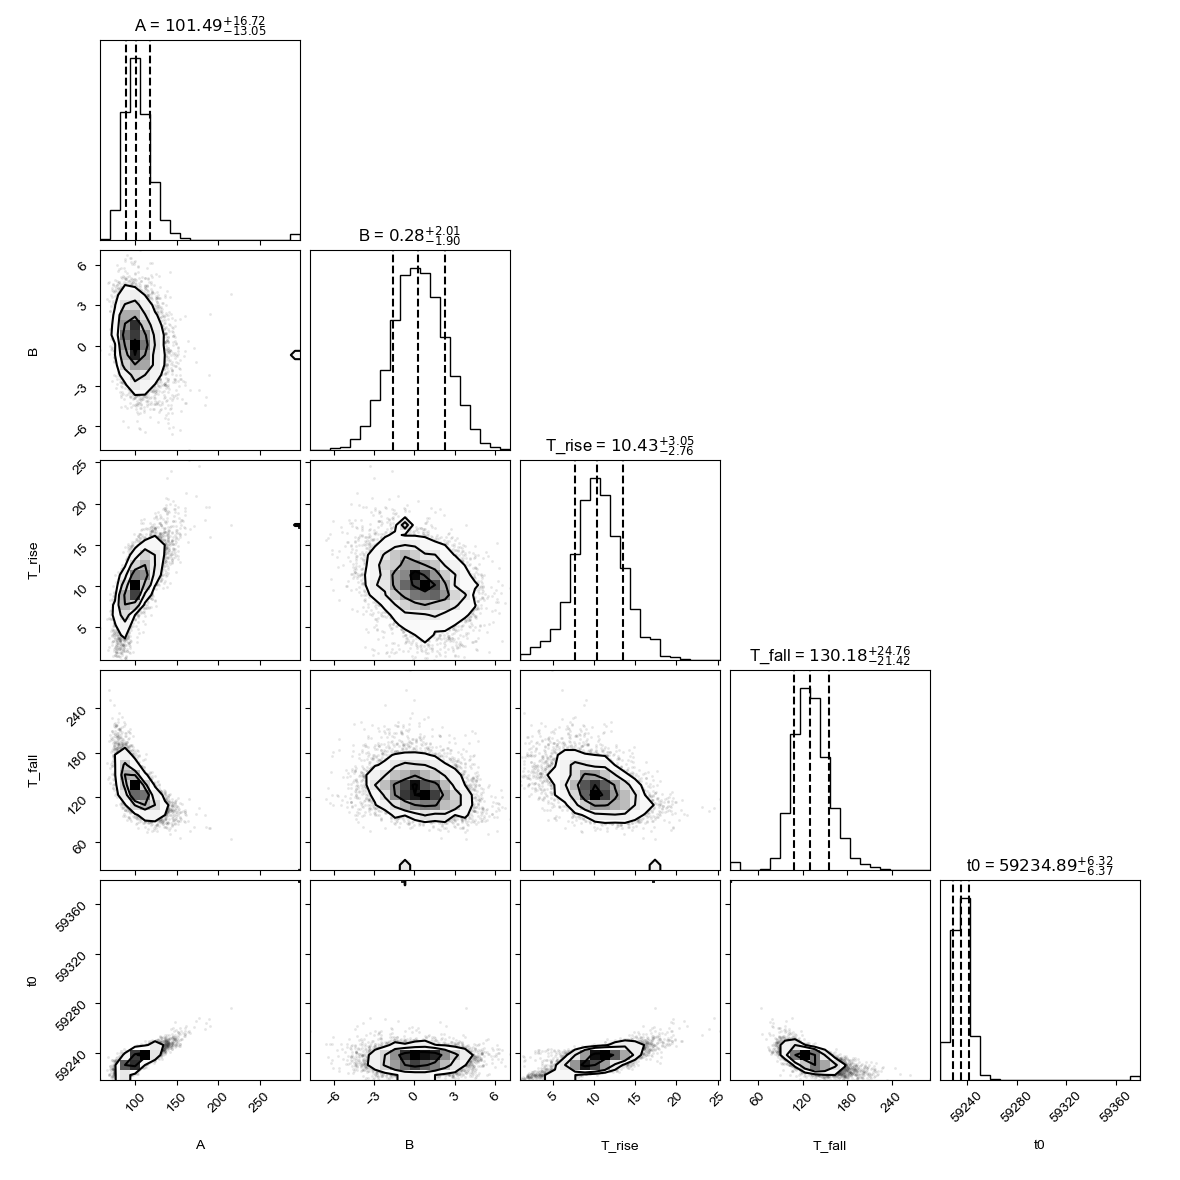 A = 101.49+16.72−13.05
B = 0.28+2.01−1.90
6
3
0
−3
−6
B
T_rise = 10.43+3.05−2.76
25
20
15
10
5
T_rise
T_fall = 130.18+24.76−21.42
240
180
120
60
T_fall
t0 = 59234.89+6.32−6.37
59360
59320
59280
59240
t0
100 150 200 250 −6 −3 0 3 6 5 10 15 20 25 60 120 180 240 59240 59280 59320 59360
A B T_rise T_fall t0